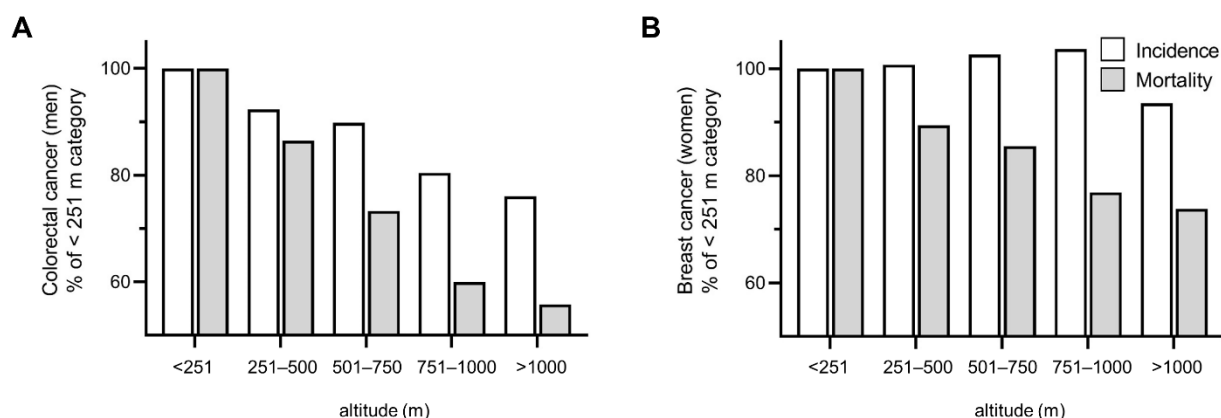 A
Colorectal cancer (men)
% of < 251 m category
100
80
60
<251
251–500
501–750
751–1000
>1000
altitude (m)
B
Breast cancer (women)
% of < 251 m category
100
80
60
<251
251–500
501–750
751–1000
>1000
altitude (m)
Incidence
Mortality